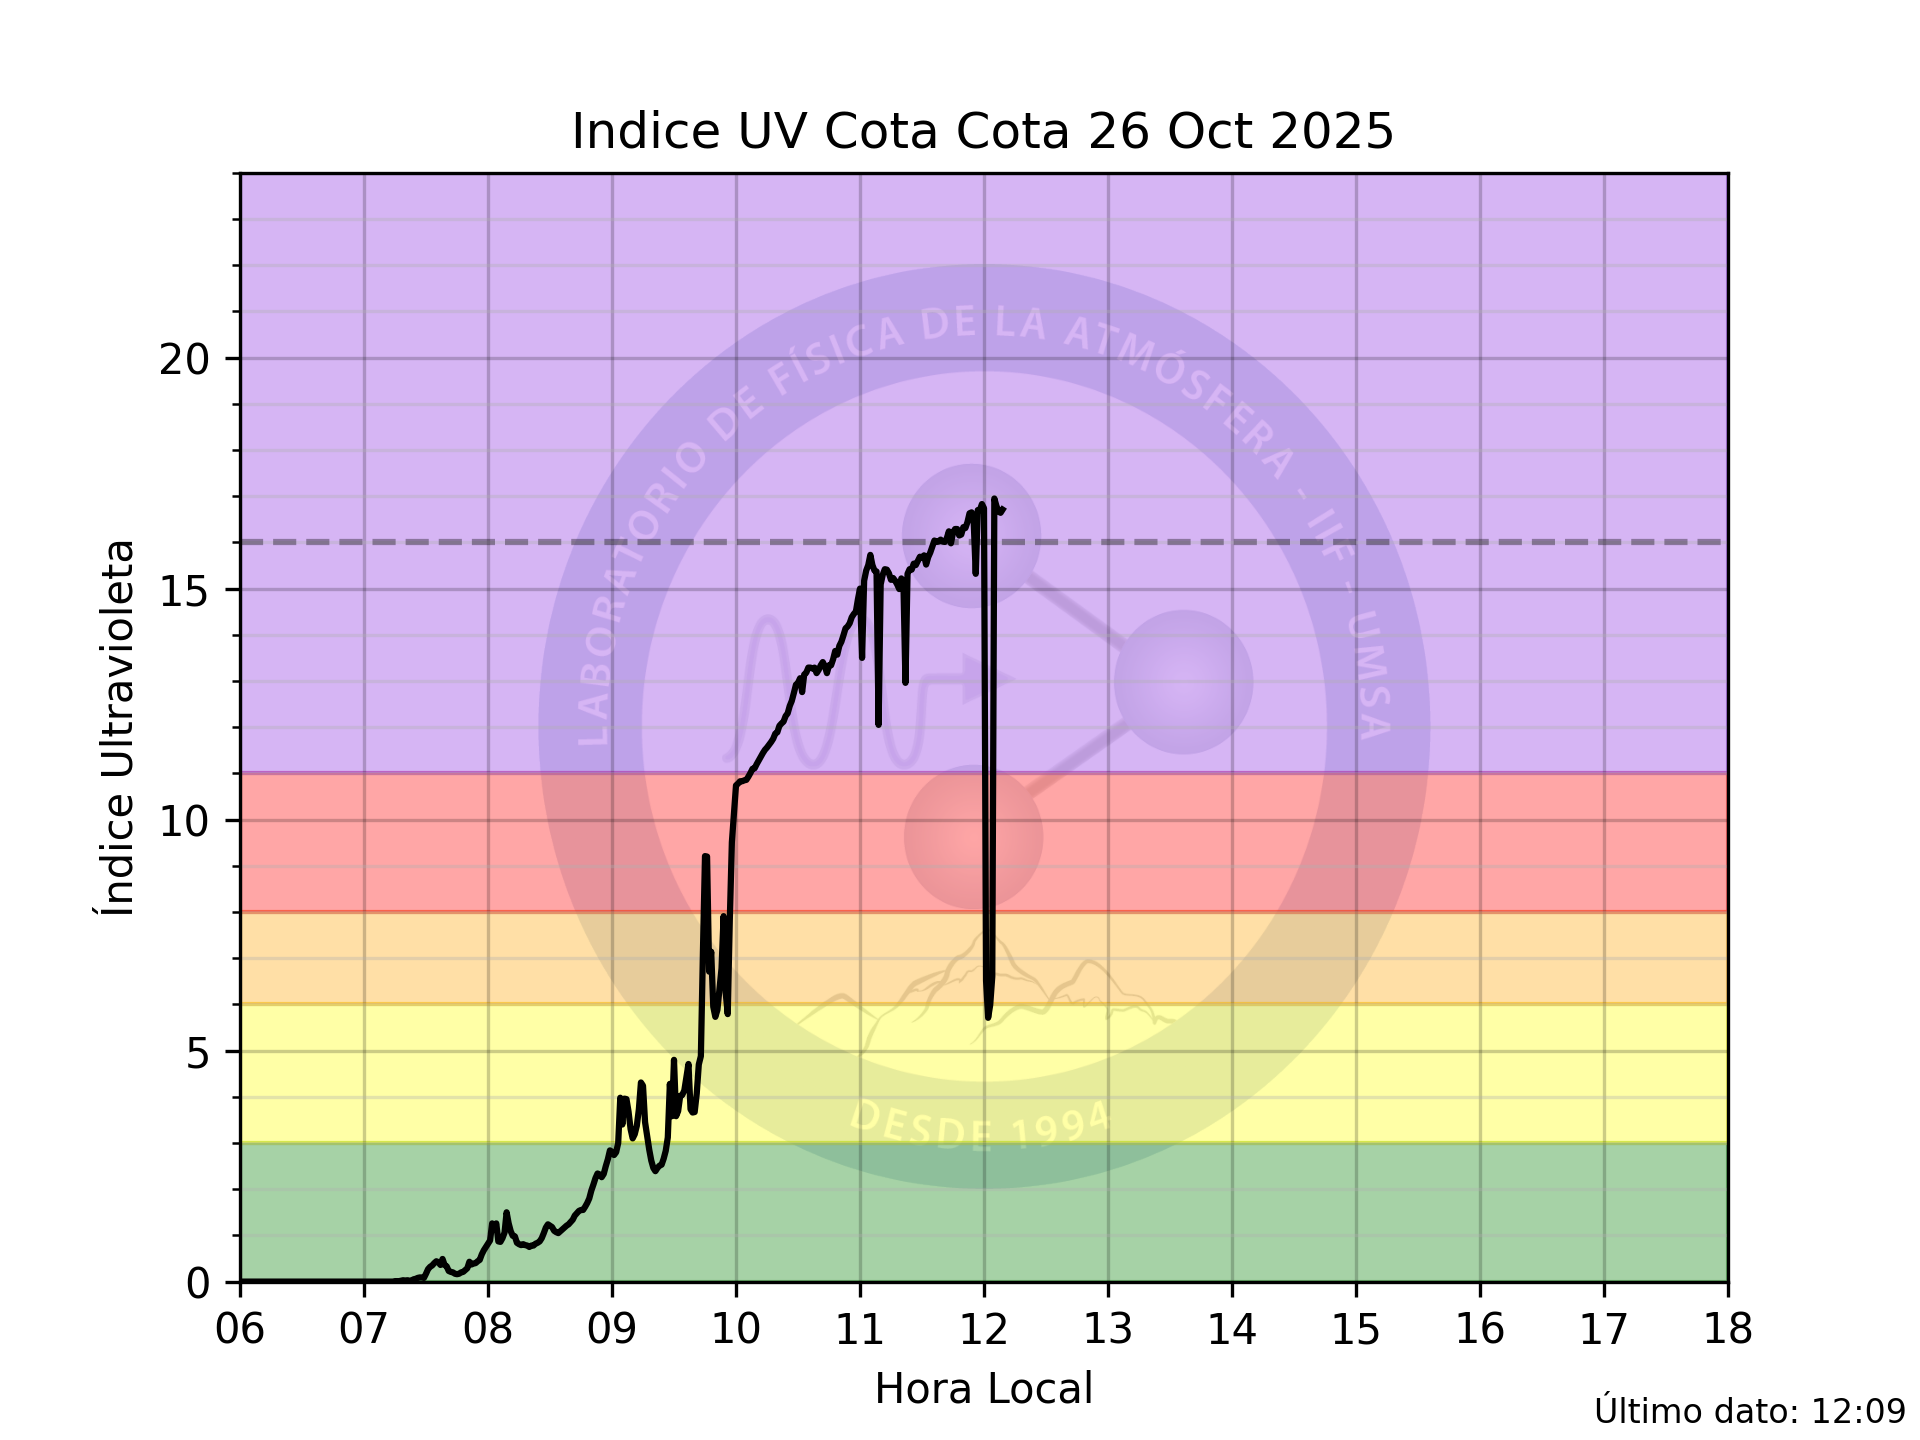 Indice UV Cota Cota 26 Oct 2025
Índice Ultravioleta
20
15
10
5
0
06 07 08 09 10 11 12 13 14 15 16 17 18
Hora Local
Último dato: 12:09
LABORATORIO DE FÍSICA DE LA ATMÓSFERA - IIF - UMSA
DESDE 1994